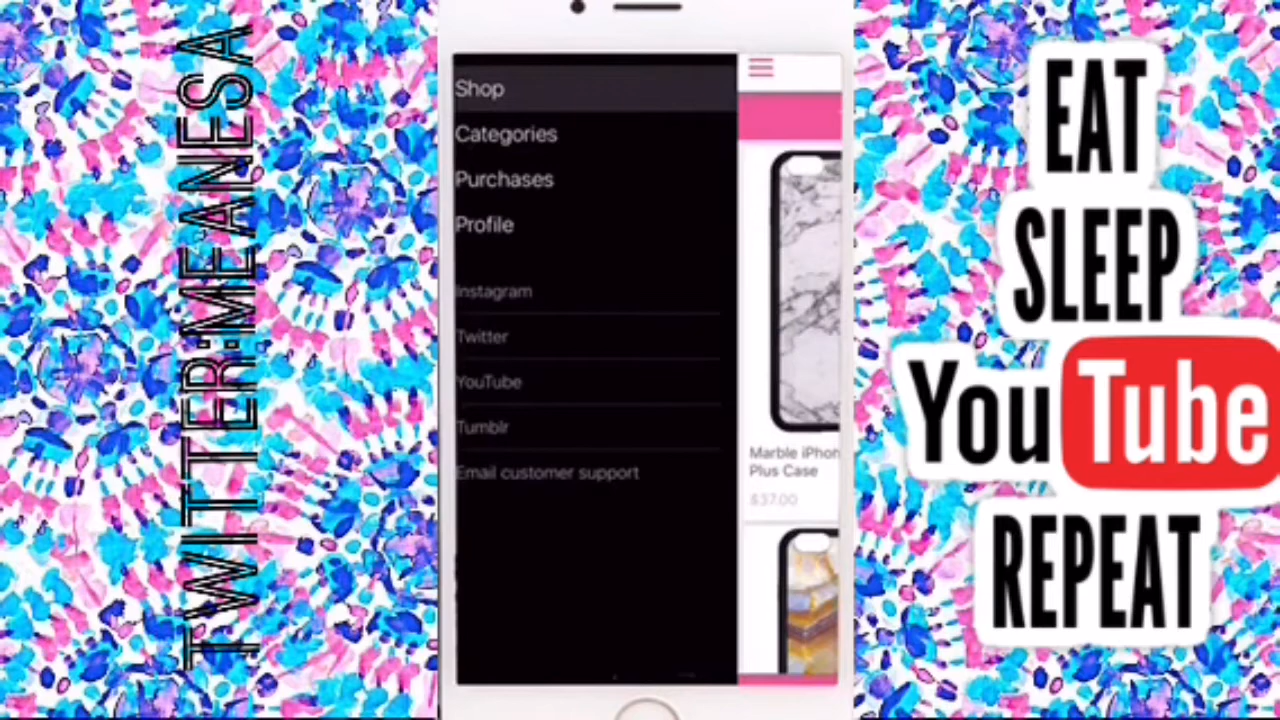 TWITTER:MEANESA
Shop
Categories
Purchases
Profile
Instagram
Twitter
YouTube
Tumblr
Email customer support
Marble iPhon
Plus Case
$37.00
EAT
SLEEP
YouTube
REPEAT